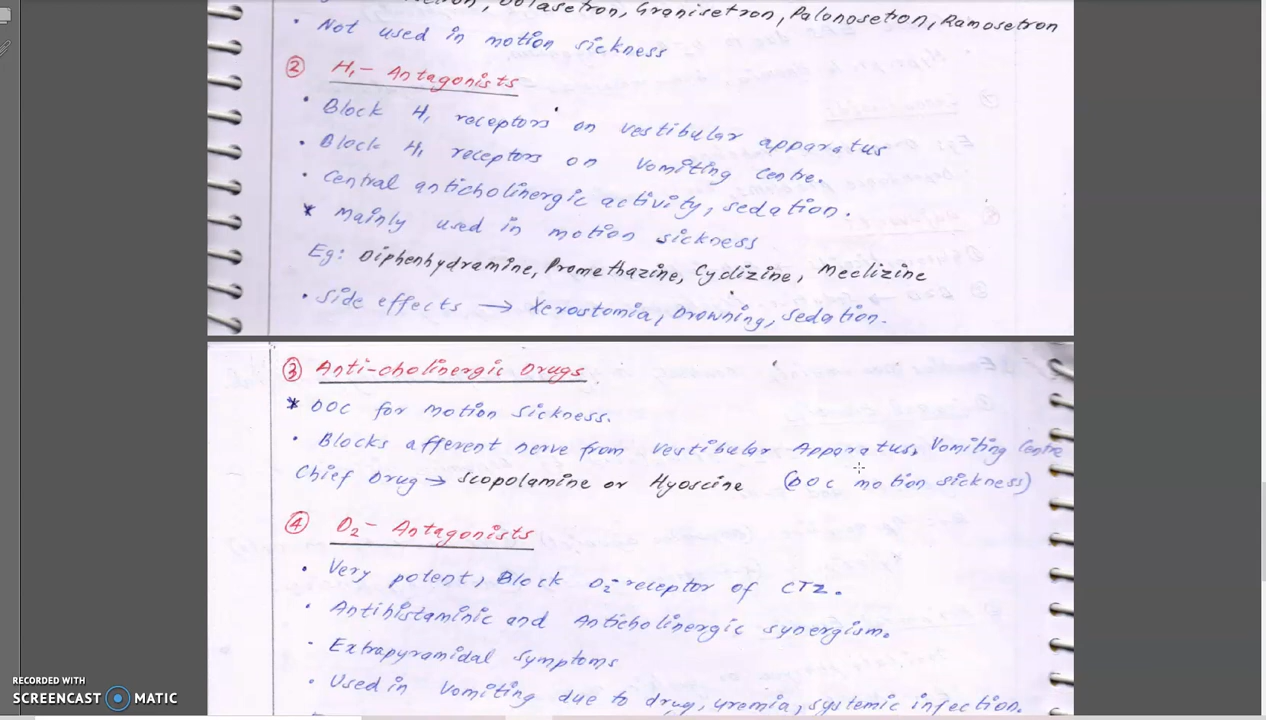 Dolasetron, Granisetron, Palonosetron, Ramosetron
• Not used in motion sickness
② H₁- Antagonists
• Block H₁ receptors on vestibular apparatus
• Block H₁ receptors on Vomiting Centre.
• Central anticholinergic activity, sedation.
* Mainly used in motion sickness
Eg: Diphenhydramine, Promethazine, Cyclizine, Meclizine
• Side effects → Xerostomia, Drowning, Sedation.
③ Anti-cholinergic Drugs
* DOC for Motion Sickness.
• Blocks afferent nerve from Vestibular Apparatus, Vomiting Centre
Chief Drug → Scopolamine or Hyoscine (DOC motion sickness)
④ D₂- Antagonists
• Very potent, Block D₂-receptor of CTZ.
• Antihistaminic and Anticholinergic synergism.
• Extrapyramidal Symptoms
• Used in Vomiting due to drug, uremia, systemic infection.
RECORDED WITH
SCREENCAST MATIC